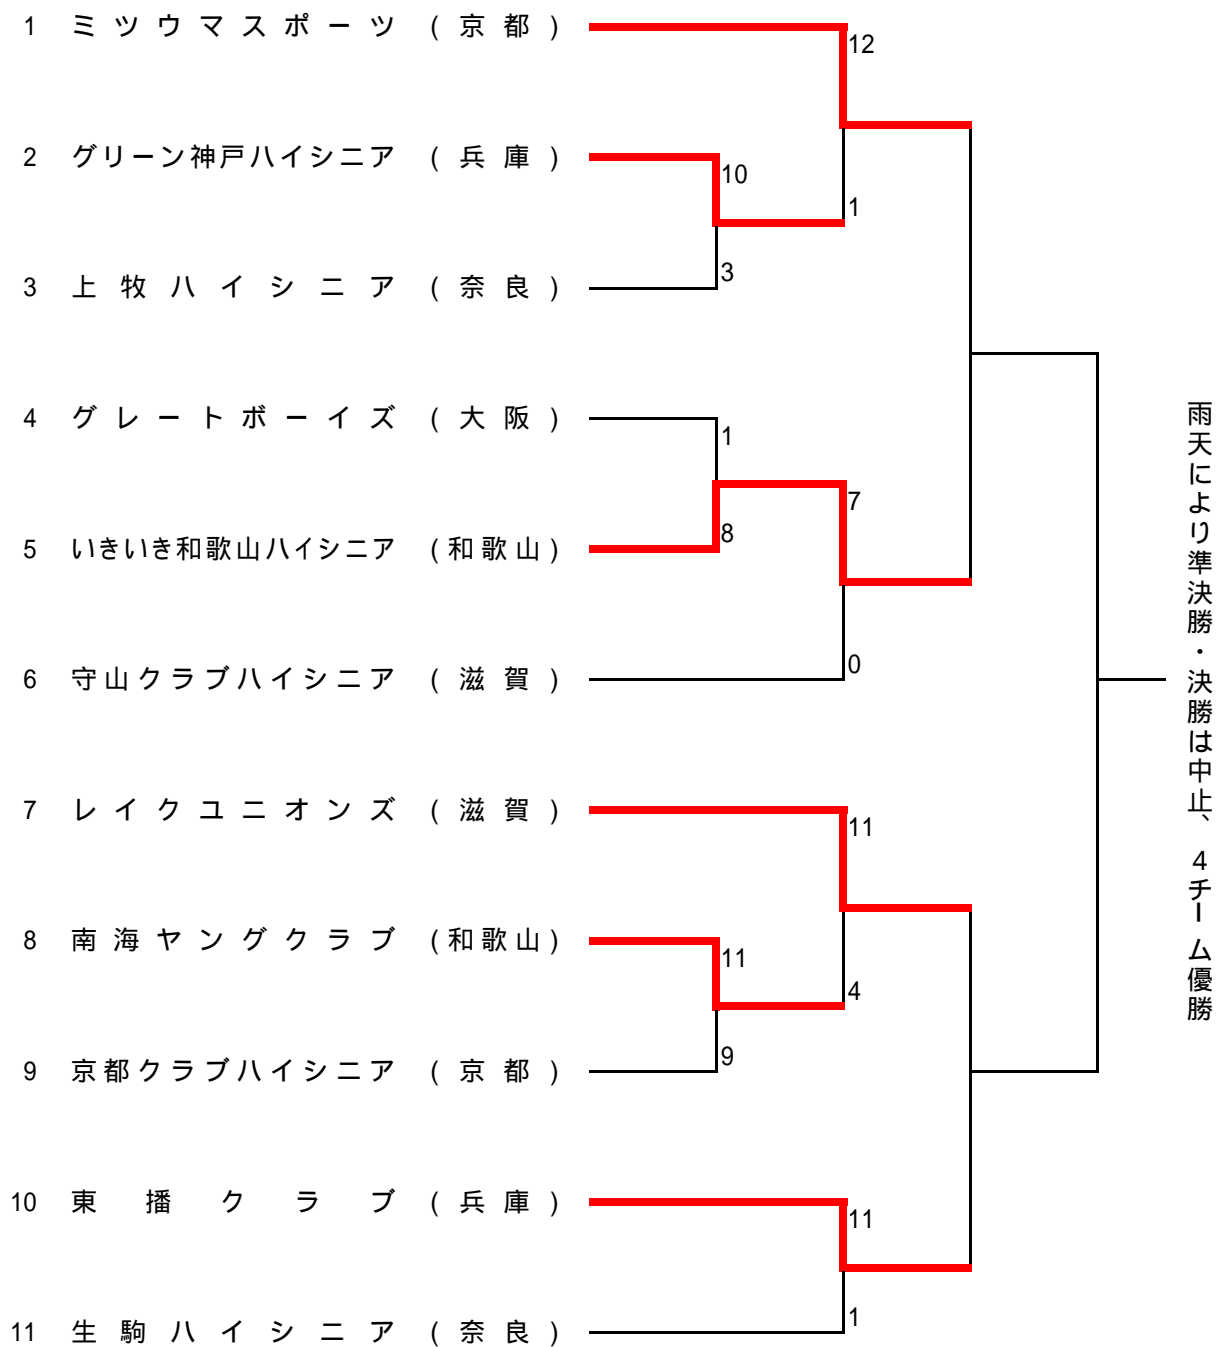 1 ミツウマスポーツ (京都)
12
2 グリーン神戸ハイシニア (兵庫)
10
1
3 上牧ハイシニア (奈良)
3
4 グレートボーイズ (大阪)
1
7
5 いきいき和歌山ハイシニア (和歌山)
8
6 守山クラブハイシニア (滋賀)
0
7 レイクユニオンズ (滋賀)
11
8 南海ヤングクラブ (和歌山)
11
4
9 京都クラブハイシニア (京都)
9
10 東播クラブ (兵庫)
11
11 生駒ハイシニア (奈良)
1
雨天により準決勝・決勝は中止、4チーム優勝